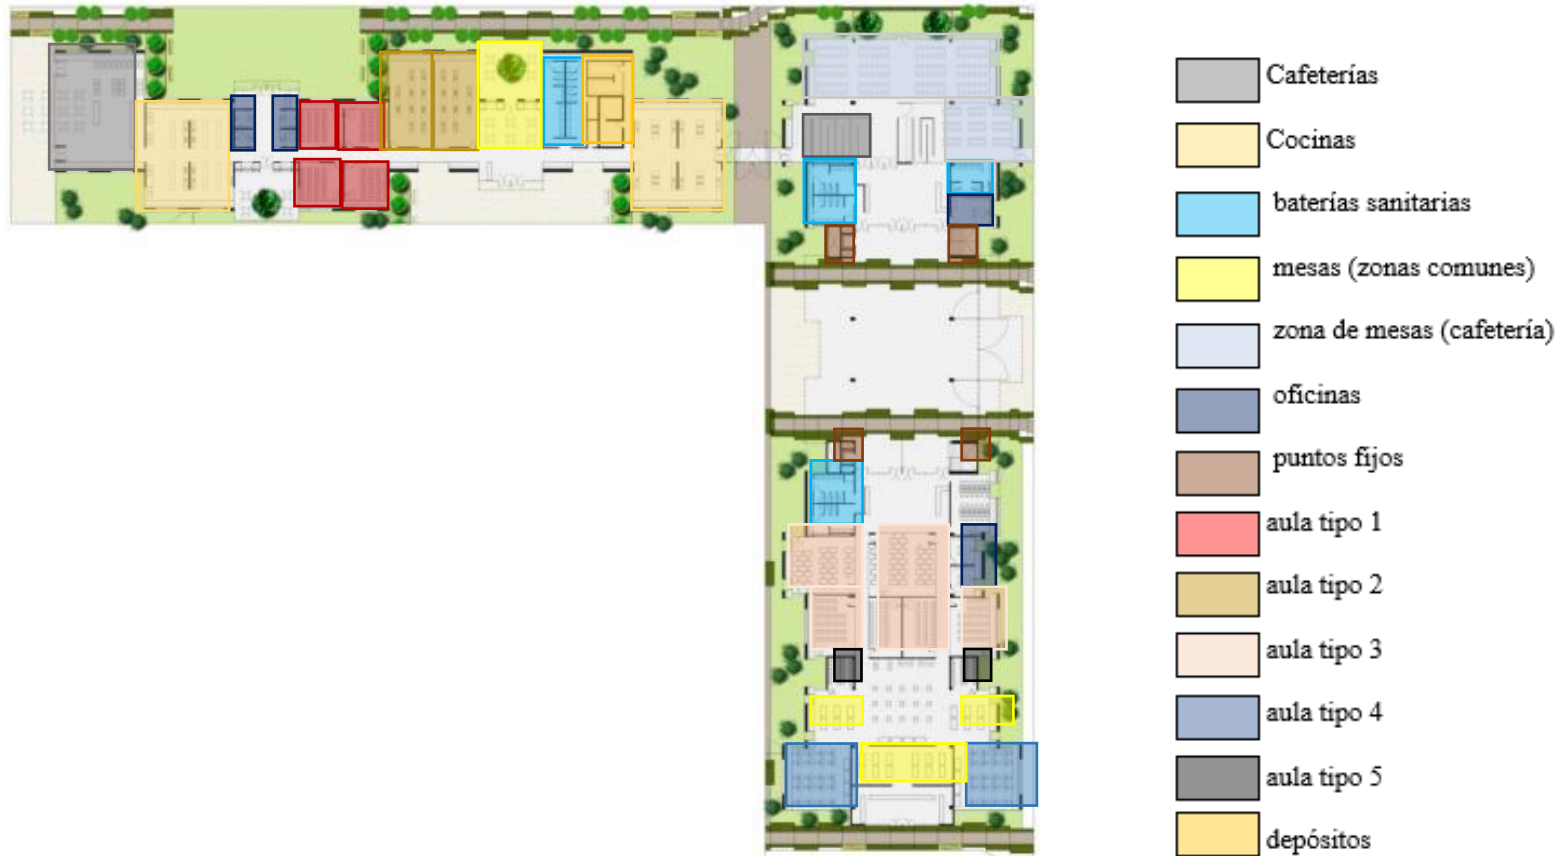 Cafeterías
Cocinas
baterías sanitarias
mesas (zonas comunes)
zona de mesas (cafetería)
oficinas
puntos fijos
aula tipo 1
aula tipo 2
aula tipo 3
aula tipo 4
aula tipo 5
depósitos